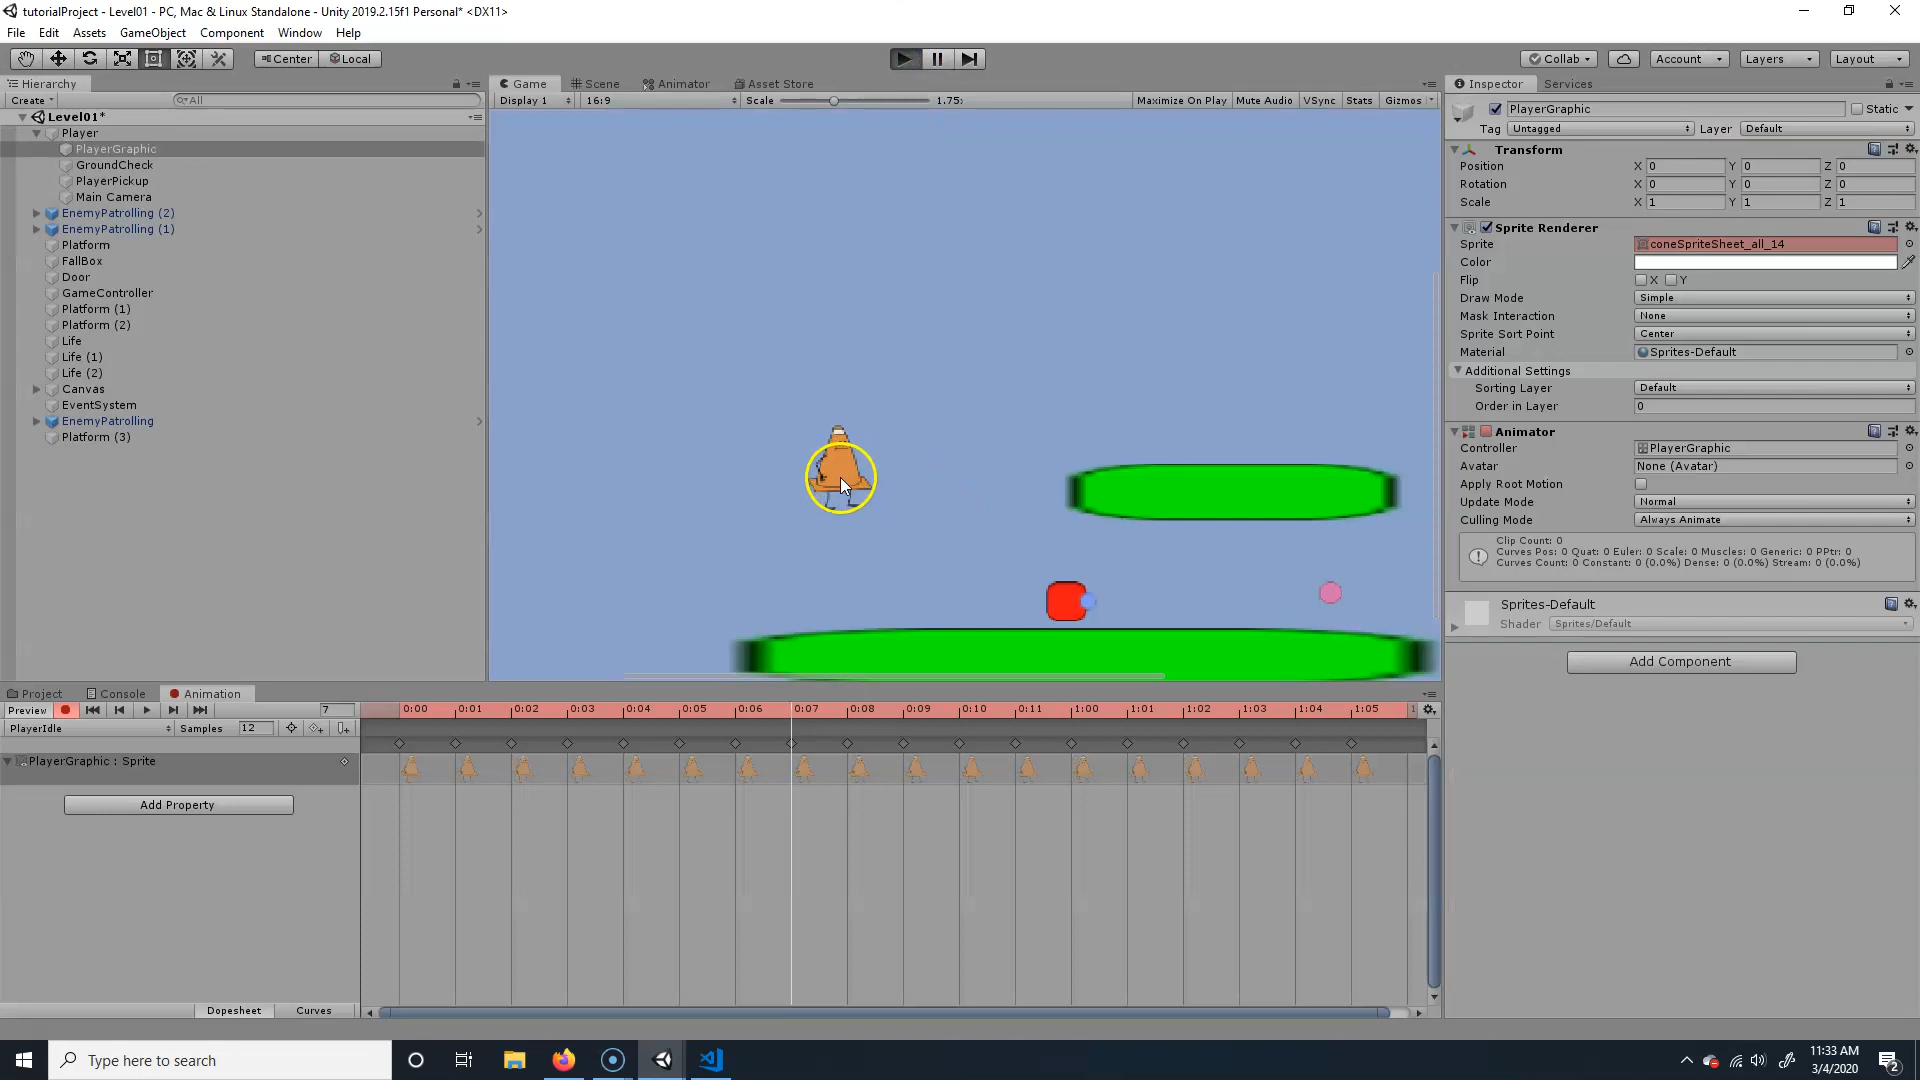 tutorialProject - Level01 - PC, Mac & Linux Standalone - Unity 2019.2.15f1 Personal* <DX11>
File Edit Assets GameObject Component Window Help
Center Local Collab Account Layers Layout
Hierarchy
Create All
Level01*
Player
PlayerGraphic
GroundCheck
PlayerPickup
Main Camera
EnemyPatrolling (2)
EnemyPatrolling (1)
Platform
FallBox
Door
GameController
Platform (1)
Platform (2)
Life
Life (1)
Life (2)
Canvas
EventSystem
EnemyPatrolling
Platform (3)
Game Scene Animator Asset Store
Display 1 16:9 Scale 1.75x Maximize On Play Mute Audio VSync Stats Gizmos
Inspector Services
PlayerGraphic Static
Tag Untagged Layer Default
Transform
Position X 0 Y 0 Z 0
Rotation X 0 Y 0 Z 0
Scale X 1 Y 1 Z 1
Sprite Renderer
Sprite coneSpriteSheet_all_14
Color
Flip X Y
Draw Mode Simple
Mask Interaction None
Sprite Sort Point Center
Material Sprites-Default
Additional Settings
Sorting Layer Default
Order in Layer 0
Animator
Controller PlayerGraphic
Avatar None (Avatar)
Apply Root Motion
Update Mode Normal
Culling Mode Always Animate
Clip Count: 0
Curves Pos: 0 Quat: 0 Euler: 0 Scale: 0 Muscles: 0 Generic: 0 PPtr: 0
Curves Count: 0 Constant: 0 (0.0%) Dense: 0 (0.0%) Stream: 0 (0.0%)
Sprites-Default
Shader Sprites/Default
Add Component
Project Console Animation
Preview 7 0:00 0:01 0:02 0:03 0:04 0:05 0:06 0:07 0:08 0:09 0:10 0:11 1:00 1:01 1:02 1:03 1:04 1:05 1
PlayerIdle Samples 12
PlayerGraphic : Sprite
Add Property
Dopesheet Curves
Type here to search
11:33 AM
3/4/2020
2